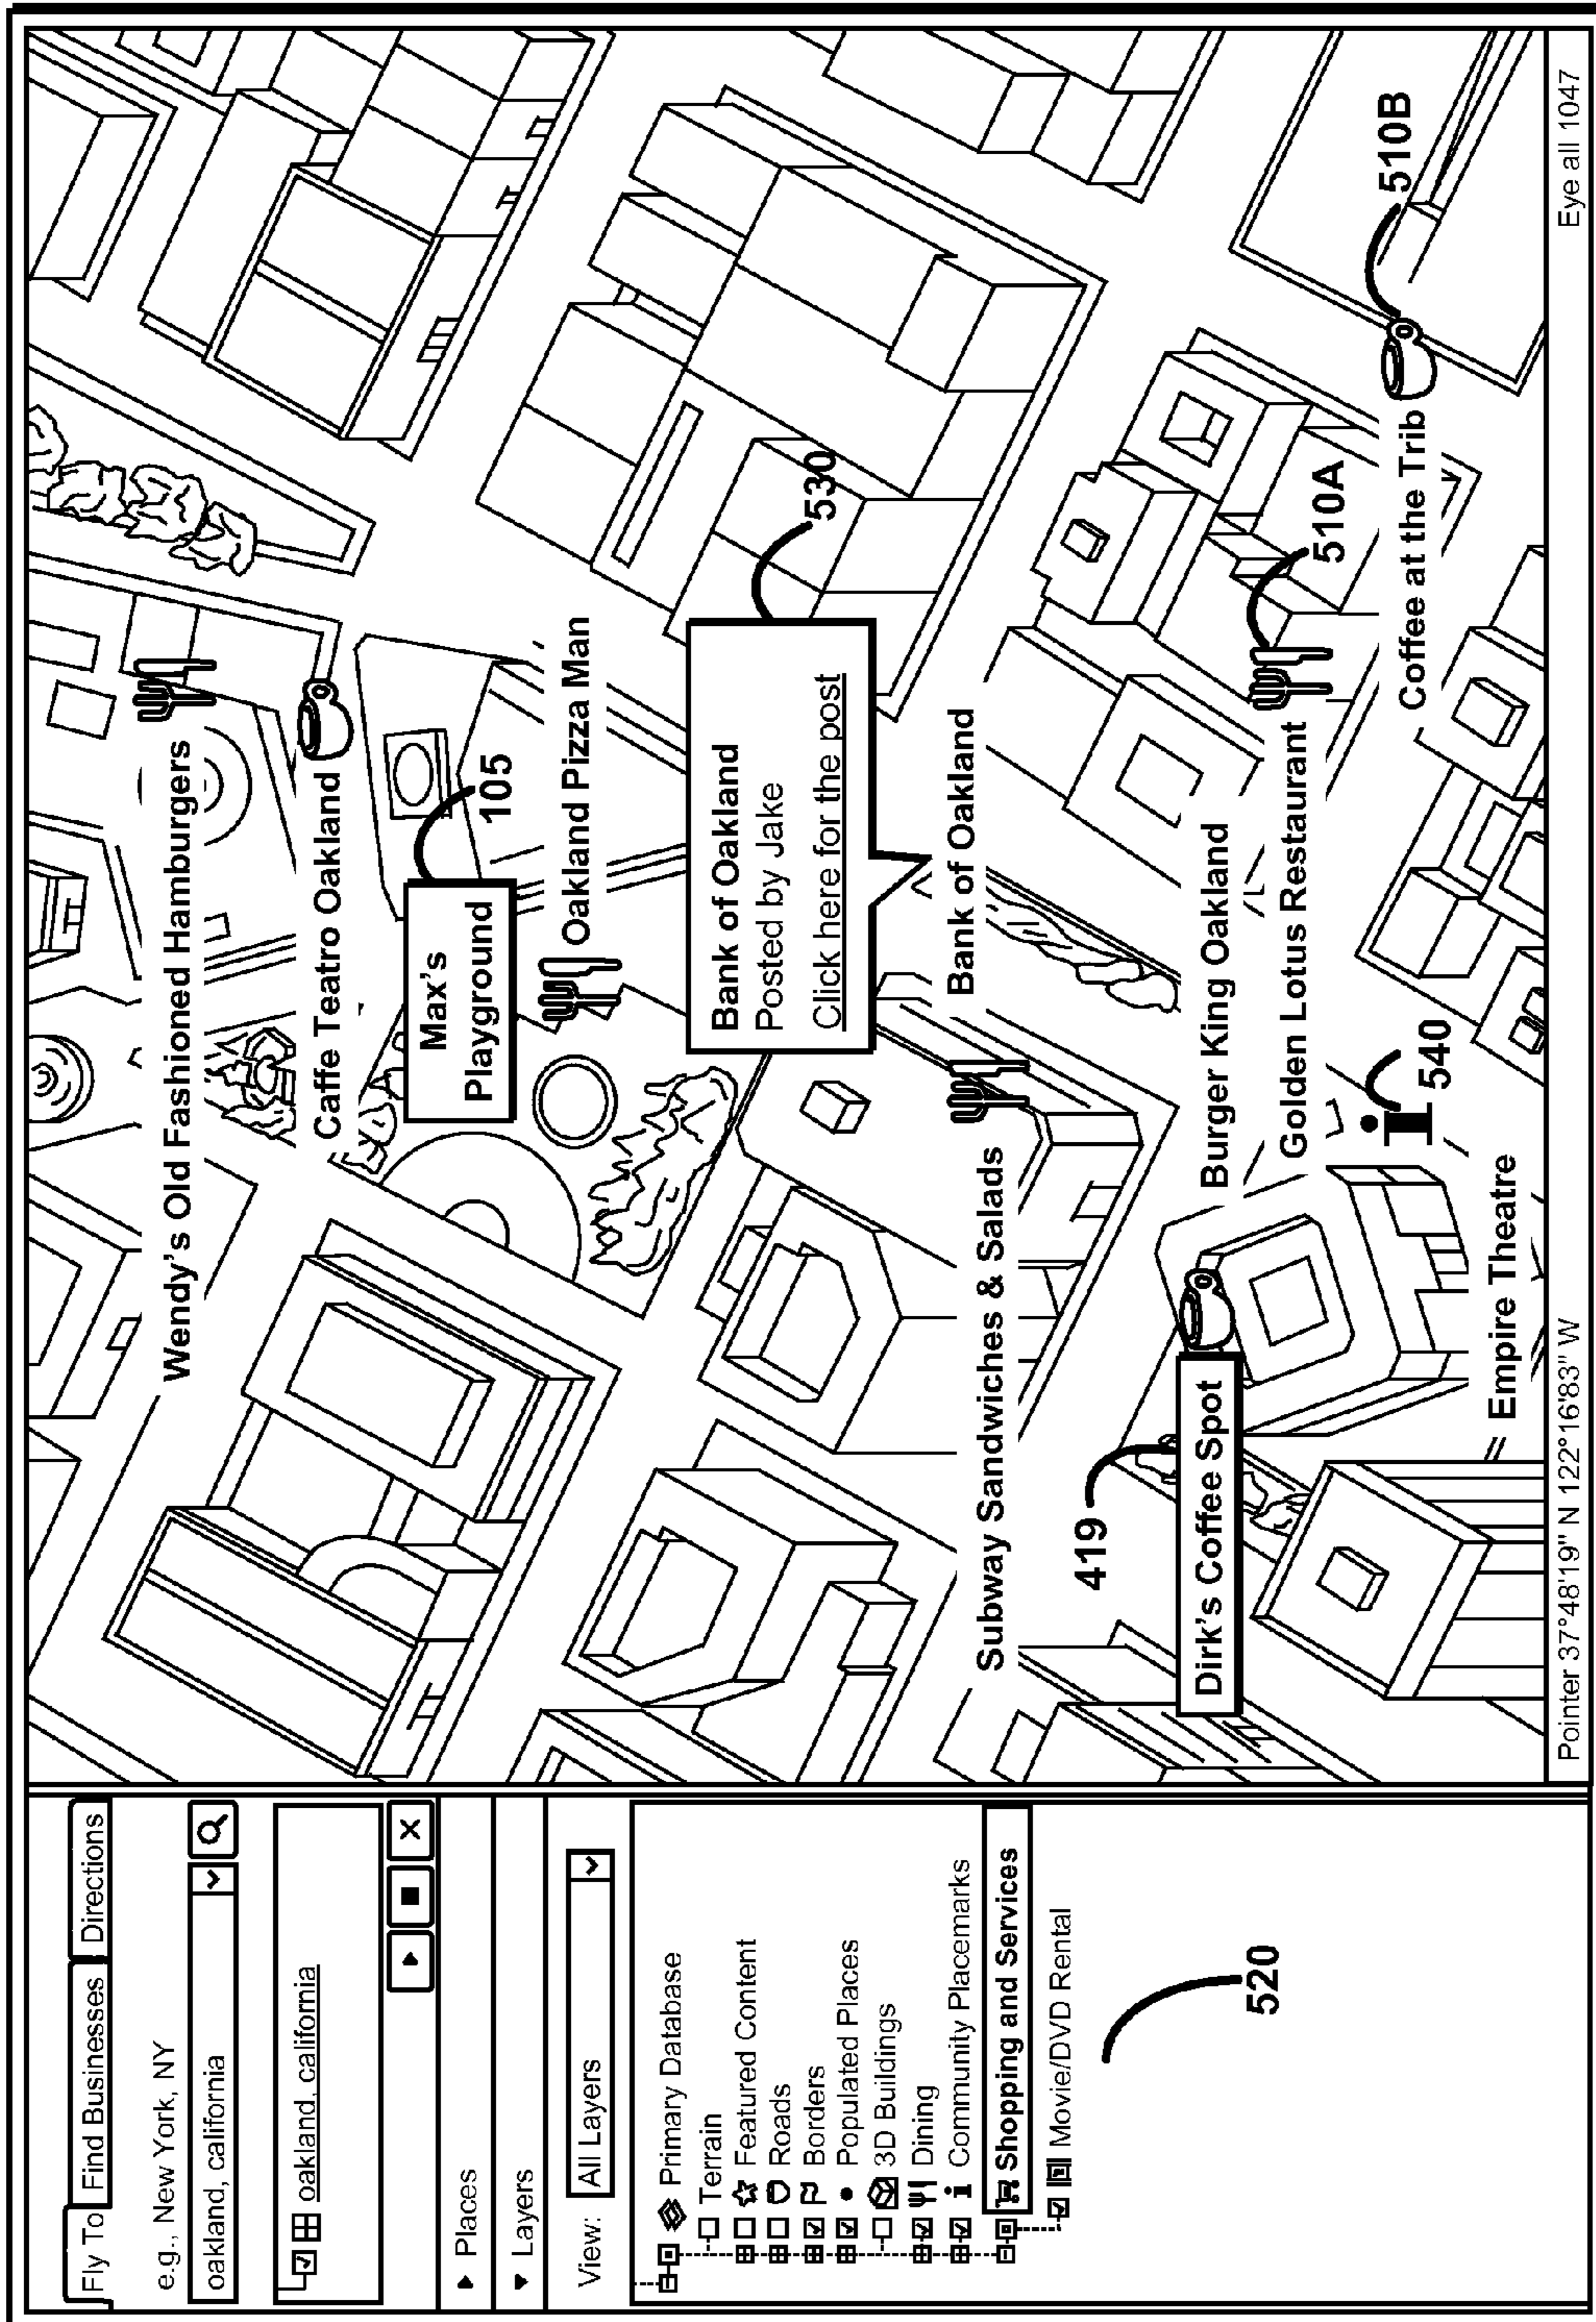 Fly To
Find Businesses
Directions
e.g., New York, NY
oakland, california
oakland, california
Places
Layers
View:
All Layers
Primary Database
Terrain
Featured Content
Roads
Borders
Populated Places
3D Buildings
Dining
i Community Placemarks
Shopping and Services
Movie/DVD Rental
520
Wendy's Old Fashioned Hamburgers
Caffe Teatro Oakland
Max's
Playground
105
Oakland Pizza Man
530
Bank of Oakland
Posted by Jake
Click here for the post
Bank of Oakland
Subway Sandwiches & Salads
419
Dirk's Coffee Spot
Burger King Oakland
Golden Lotus Restaurant
510A
510B
Coffee at the Trib
i
540
Empire Theatre
Pointer 37°48'19" N 122°16'83" W
Eye all 1047